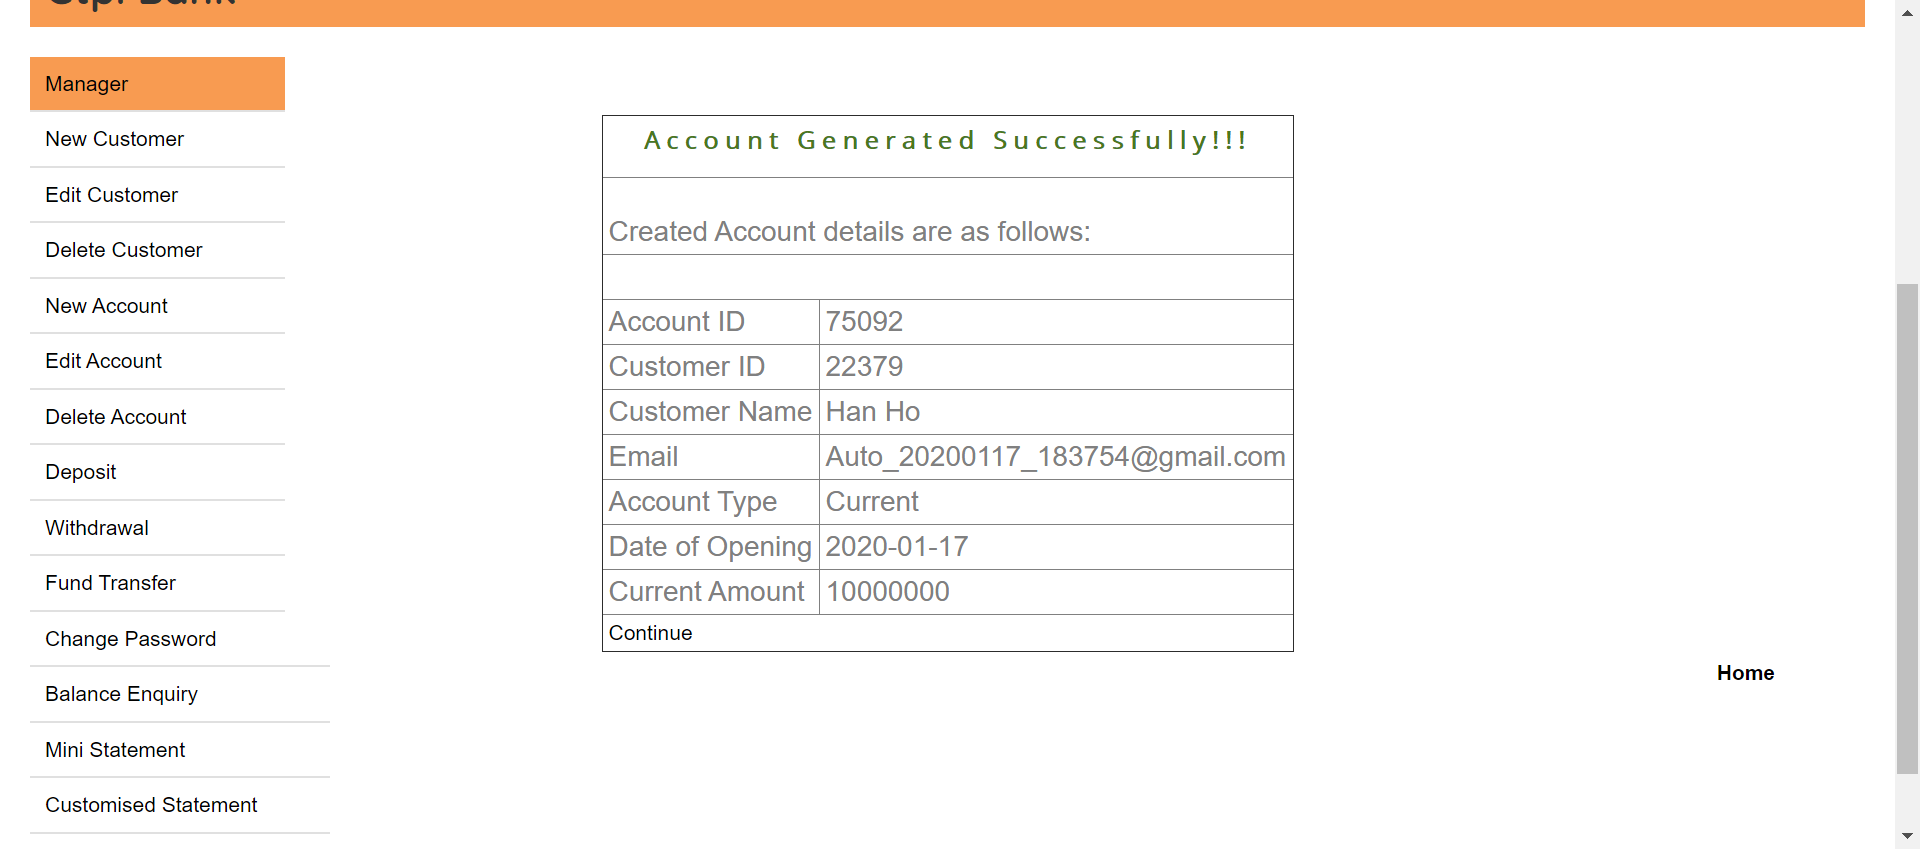 Manager
New Customer
Edit Customer
Delete Customer
New Account
Edit Account
Delete Account
Deposit
Withdrawal
Fund Transfer
Change Password
Balance Enquiry
Mini Statement
Customised Statement
Account Generated Successfully!!!
Created Account details are as follows:
Account ID 75092
Customer ID 22379
Customer Name Han Ho
Email Auto_20200117_183754@gmail.com
Account Type Current
Date of Opening 2020-01-17
Current Amount 10000000
Continue
Home